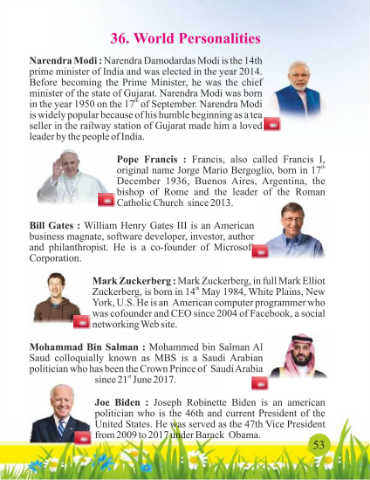 36. World Personalities
Narendra Modi : Narendra Damodardas Modi is the 14th
prime minister of India and was elected in the year 2014.
Before becoming the Prime Minister, he was the chief
minister of the state of Gujarat. Narendra Modi was born
in the year 1950 on the 17th of September. Narendra Modi
is widely popular because of his humble beginning as a tea
seller in the railway station of Gujarat made him a loved
leader by the people of India.
Pope Francis : Francis, also called Francis I,
original name Jorge Mario Bergoglio, born in 17th
December 1936, Buenos Aires, Argentina, the
bishop of Rome and the leader of the Roman
Catholic Church since 2013.
Bill Gates : William Henry Gates III is an American
business magnate, software developer, investor, author
and philanthropist. He is a co-founder of Microsoft
Corporation.
Mark Zuckerberg : Mark Zuckerberg, in full Mark Elliot
Zuckerberg, is born in 14th May 1984, White Plains, New
York, U.S. He is an American computer programmer who
was cofounder and CEO since 2004 of Facebook, a social
networking Web site.
Mohammad Bin Salman : Mohammed bin Salman Al
Saud colloquially known as MBS is a Saudi Arabian
politician who has been the Crown Prince of Saudi Arabia
since 21st June 2017.
Joe Biden : Joseph Robinette Biden is an american
politician who is the 46th and current President of the
United States. He was served as the 47th Vice President
from 2009 to 2017 under Barack Obama.
53